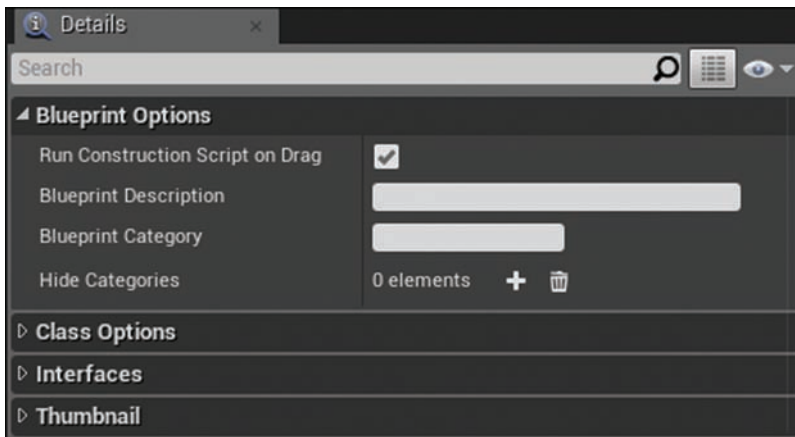 Details
Search
Blueprint Options
Run Construction Script on Drag
Blueprint Description
Blueprint Category
Hide Categories 0 elements
Class Options
Interfaces
Thumbnail